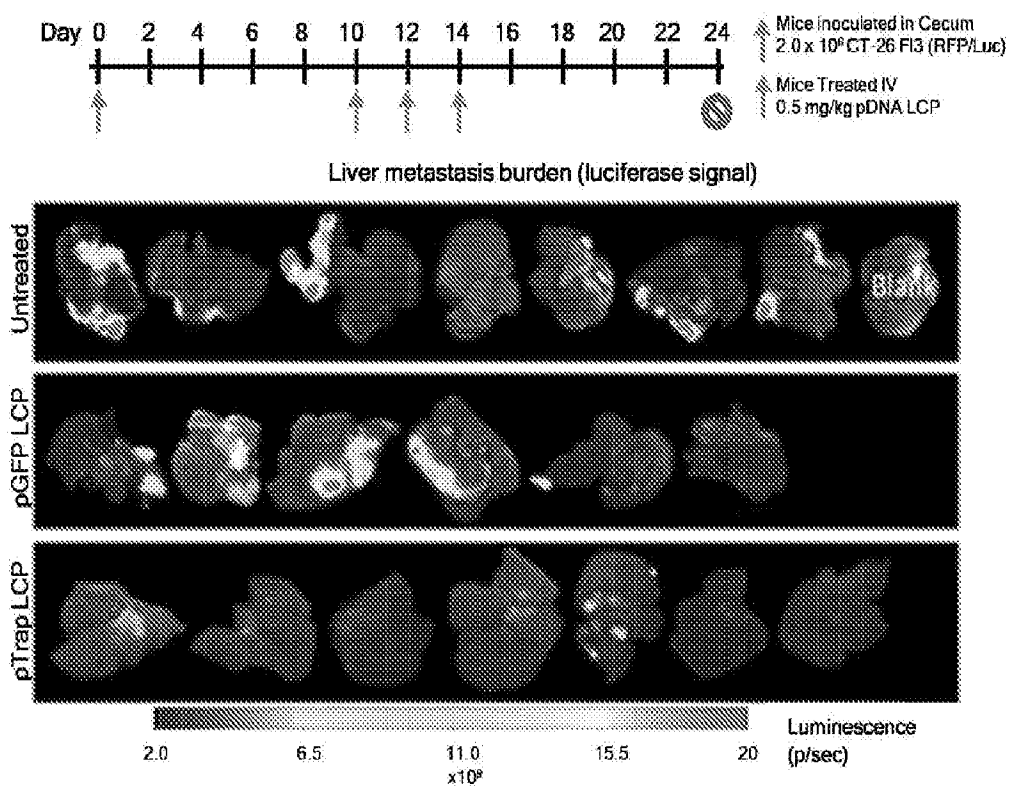 Day 0 2 4 6 8 10 12 14 16 18 20 22 24
Mice inoculated in Cecum
2.0 x 10⁶ CT-26 Fl3 (RFP/Luc)
Mice Treated IV
0.5 mg/kg pDNA LCP
Liver metastasis burden (luciferase signal)
Untreated
Blank
pGFP LCP
pTrap LCP
2.0 6.5 11.0 15.5 20
x10⁹
Luminescence
(p/sec)